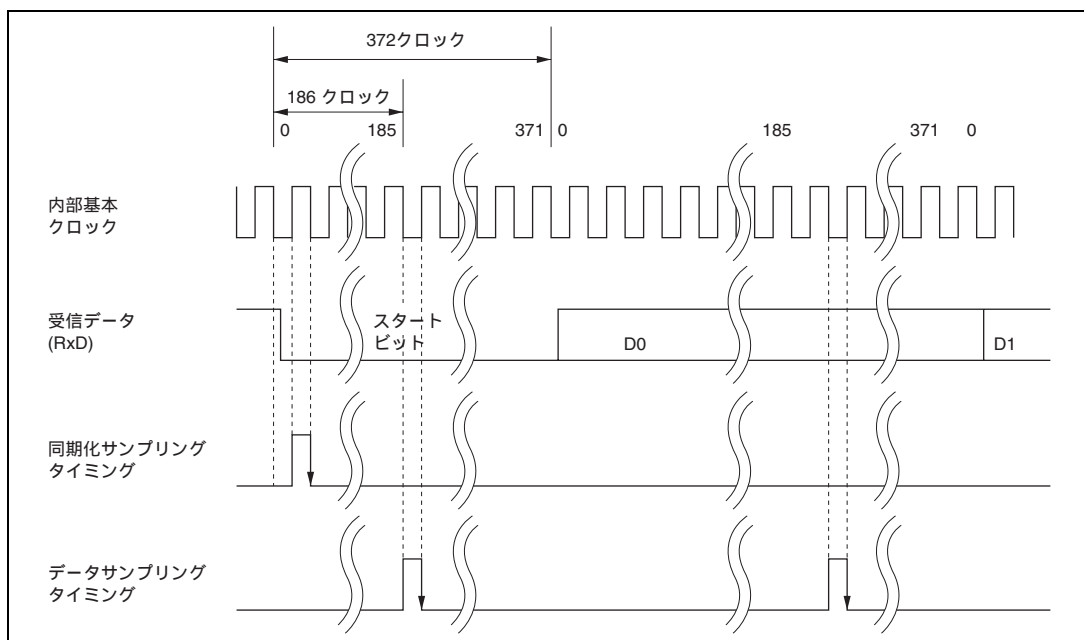 372クロック
186 クロック
0 185 371 0 185 371 0
内部基本
クロック
受信データ
(RxD)
スタート
ビット
D0 D1
同期化サンプリング
タイミング
データサンプリング
タイミング